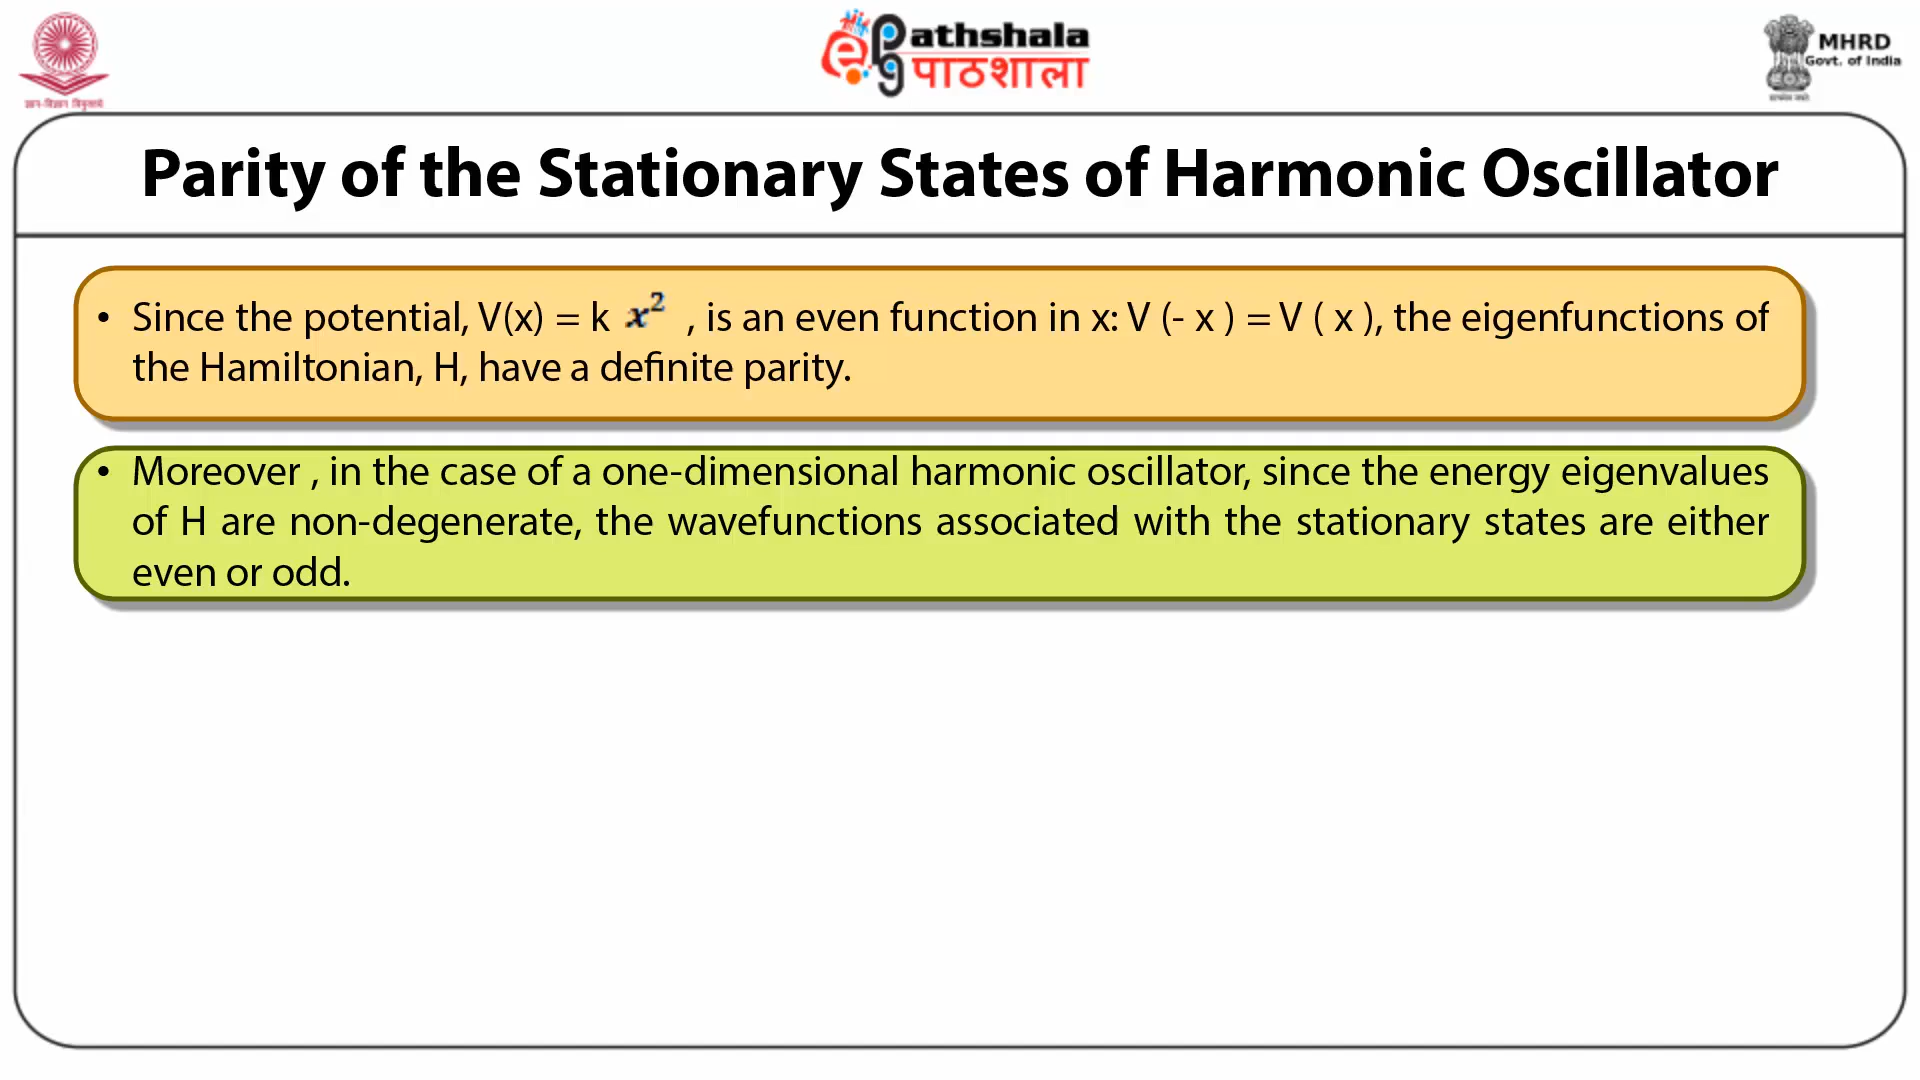 ज्ञान-विज्ञान विमुक्तये
ePathshala
पाठशाला
MHRD
Govt. of India
Parity of the Stationary States of Harmonic Oscillator
• Since the potential, V(x) = k x² , is an even function in x: V (- x ) = V ( x ), the eigenfunctions of
the Hamiltonian, H, have a definite parity.
• Moreover , in the case of a one-dimensional harmonic oscillator, since the energy eigenvalues
of H are non-degenerate, the wavefunctions associated with the stationary states are either
even or odd.